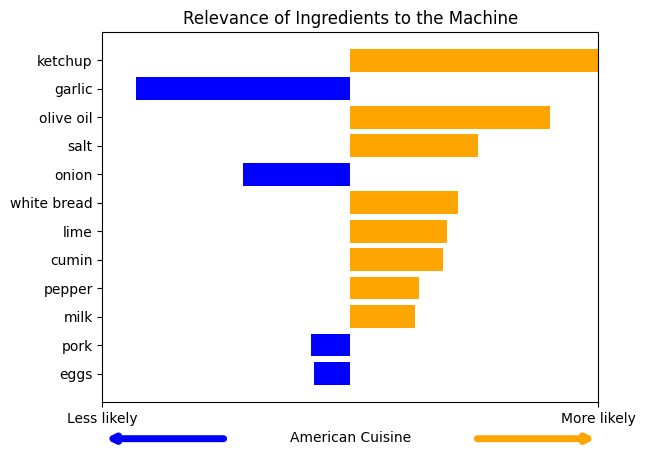 Relevance of Ingredients to the Machine
ketchup
garlic
olive oil
salt
onion
white bread
lime
cumin
pepper
milk
pork
eggs
Less likely
More likely
American Cuisine